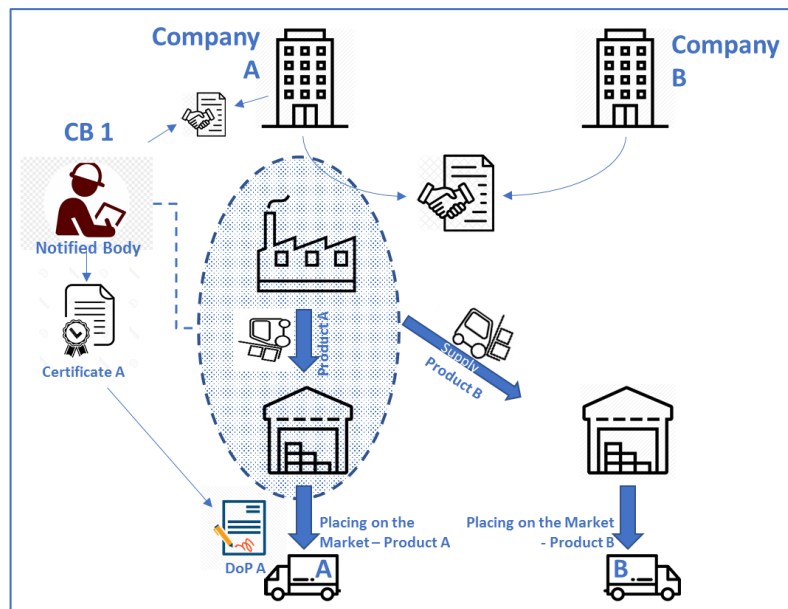 Company
A
Company
B
CB 1
Notified Body
Certificate A
Product A
Supply
Product B
Placing on the
Market – Product A
Placing on the Market
- Product B
DoP A
A
B